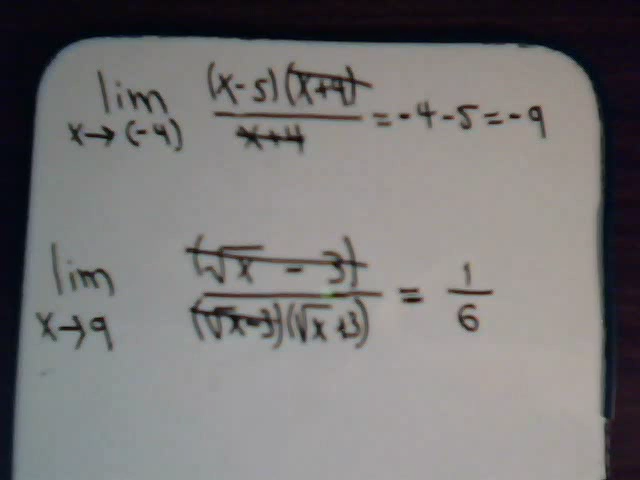 lim x→(-4) (x-5)(x+4) / x+4 = -4-5 = -9
lim x→9 (√x - 3) / (√x-3)(√x+3) = 1/6